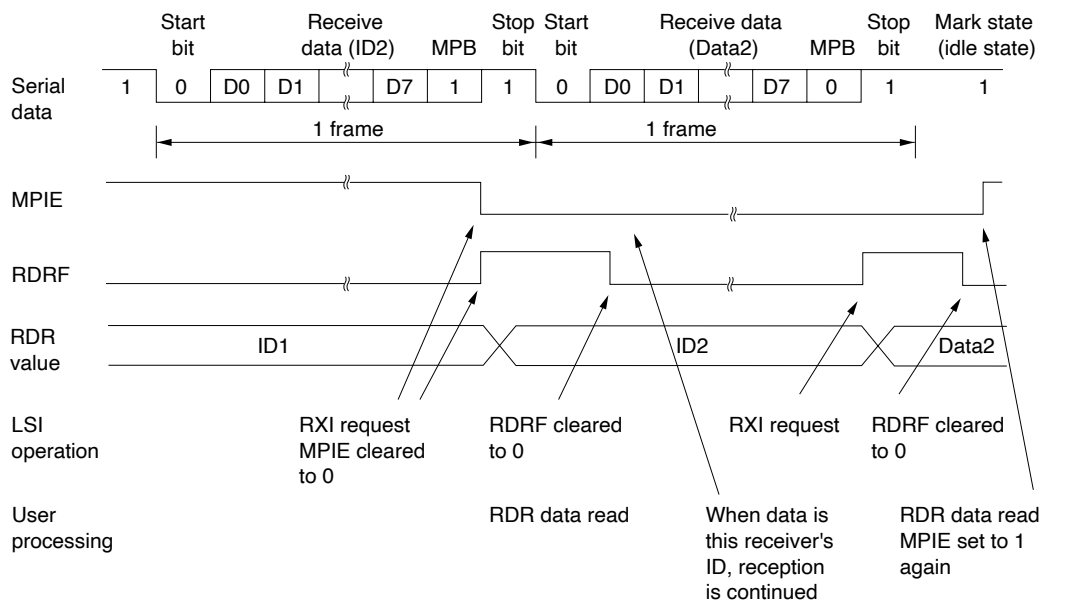 Start bit
Receive data (ID2)
MPB
Stop bit
Start bit
Receive data (Data2)
MPB
Stop bit
Mark state (idle state)
Serial data
1 0 D0 D1 D7 1 1 0 D0 D1 D7 0 1 1
1 frame
1 frame
MPIE
RDRF
RDR value
ID1
ID2
Data2
LSI operation
RXI request
MPIE cleared
to 0
RDRF cleared
to 0
RXI request
RDRF cleared
to 0
User processing
RDR data read
When data is
this receiver's
ID, reception
is continued
RDR data read
MPIE set to 1
again